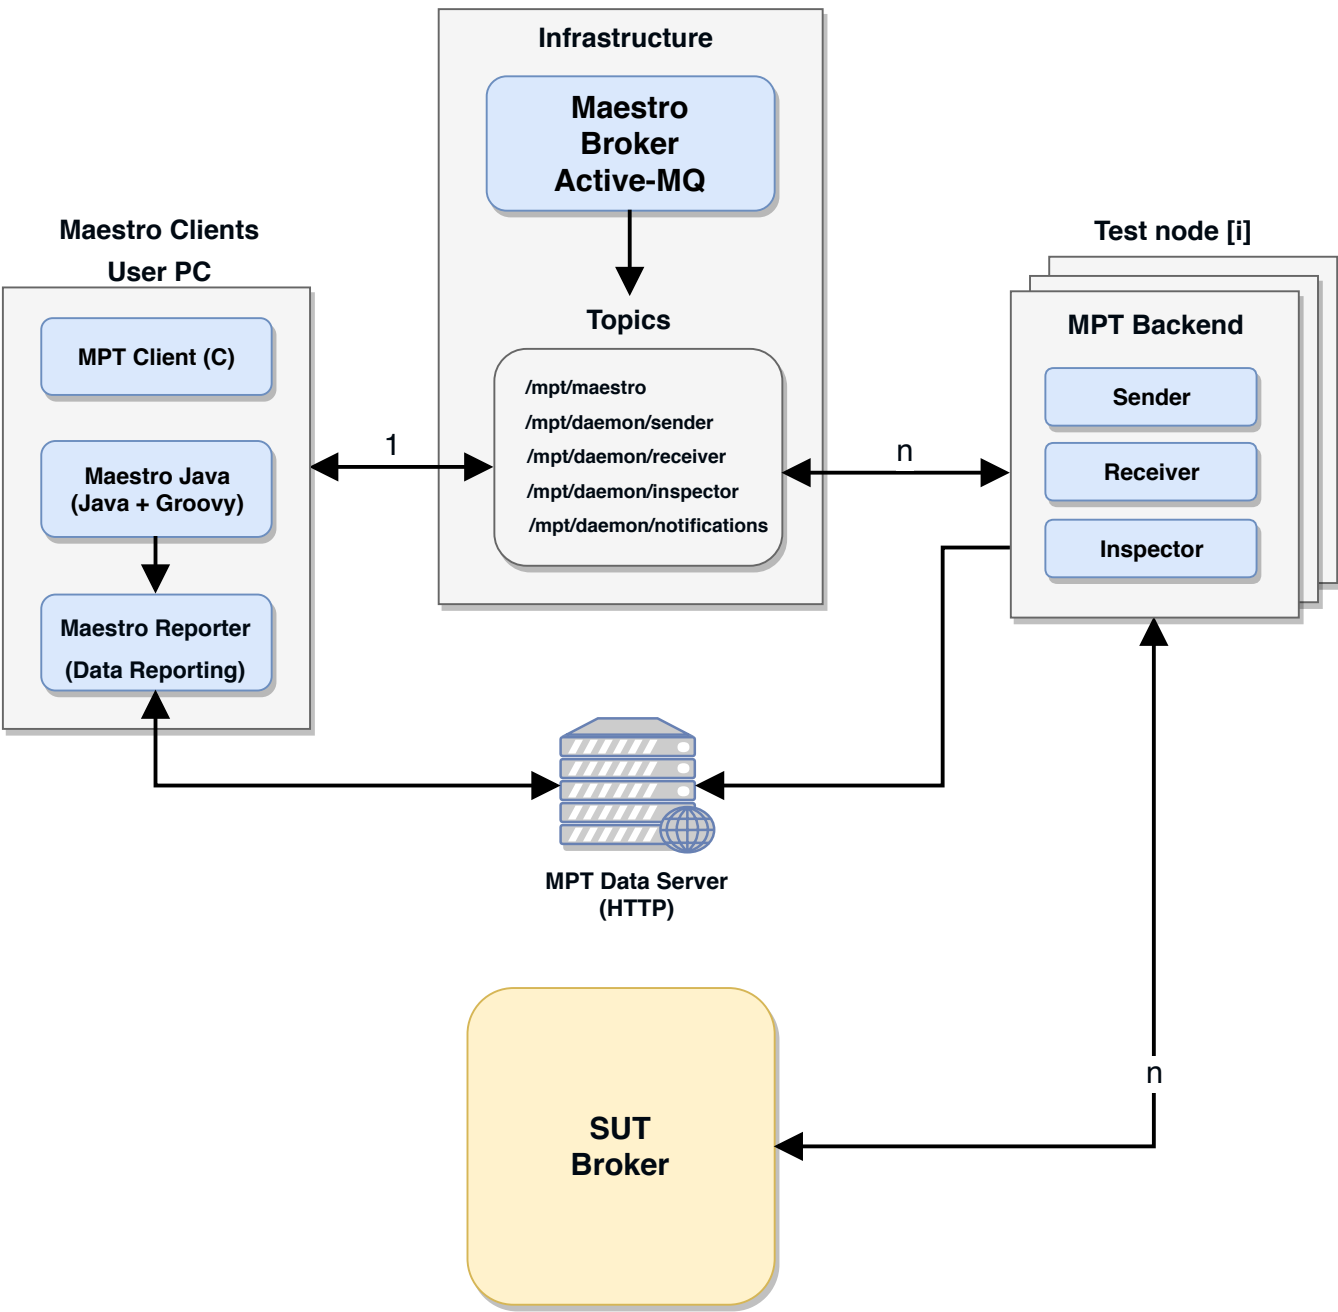 Infrastructure
Maestro
Broker
Active-MQ
Maestro Clients
User PC
MPT Client (C)
Maestro Java
(Java + Groovy)
Maestro Reporter
(Data Reporting)
1
Topics
/mpt/maestro
/mpt/daemon/sender
/mpt/daemon/receiver
/mpt/daemon/inspector
/mpt/daemon/notifications
n
Test node [i]
MPT Backend
Sender
Receiver
Inspector
MPT Data Server
(HTTP)
n
SUT
Broker